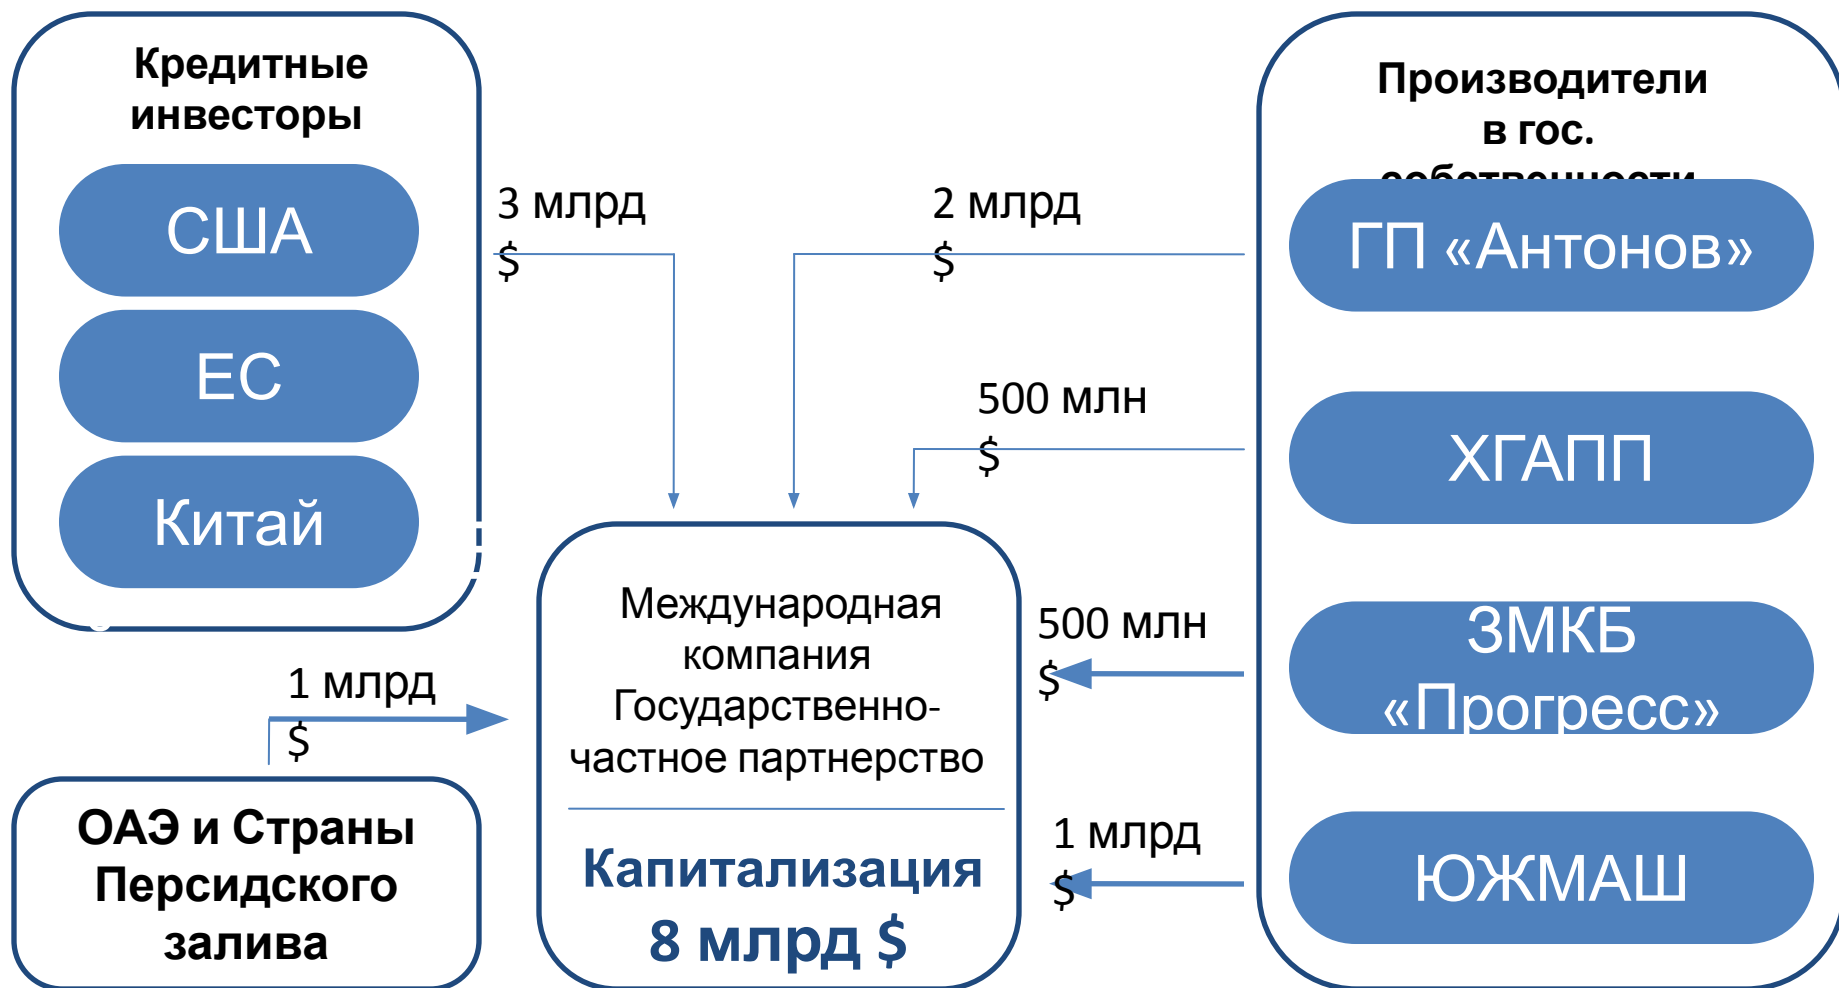 Кредитные
инвесторы
США
ЕС
Китай
3 млрд
$
1 млрд
$
ОАЭ и Страны
Персидского
залива
Международная
компания
Государственно-
частное партнерство
Капитализация
8 млрд $
2 млрд
$
500 млн
$
500 млн
$
1 млрд
$
Производители
в гос.
собственности
ГП «Антонов»
ХГАПП
ЗМКБ
«Прогресс»
ЮЖМАШ